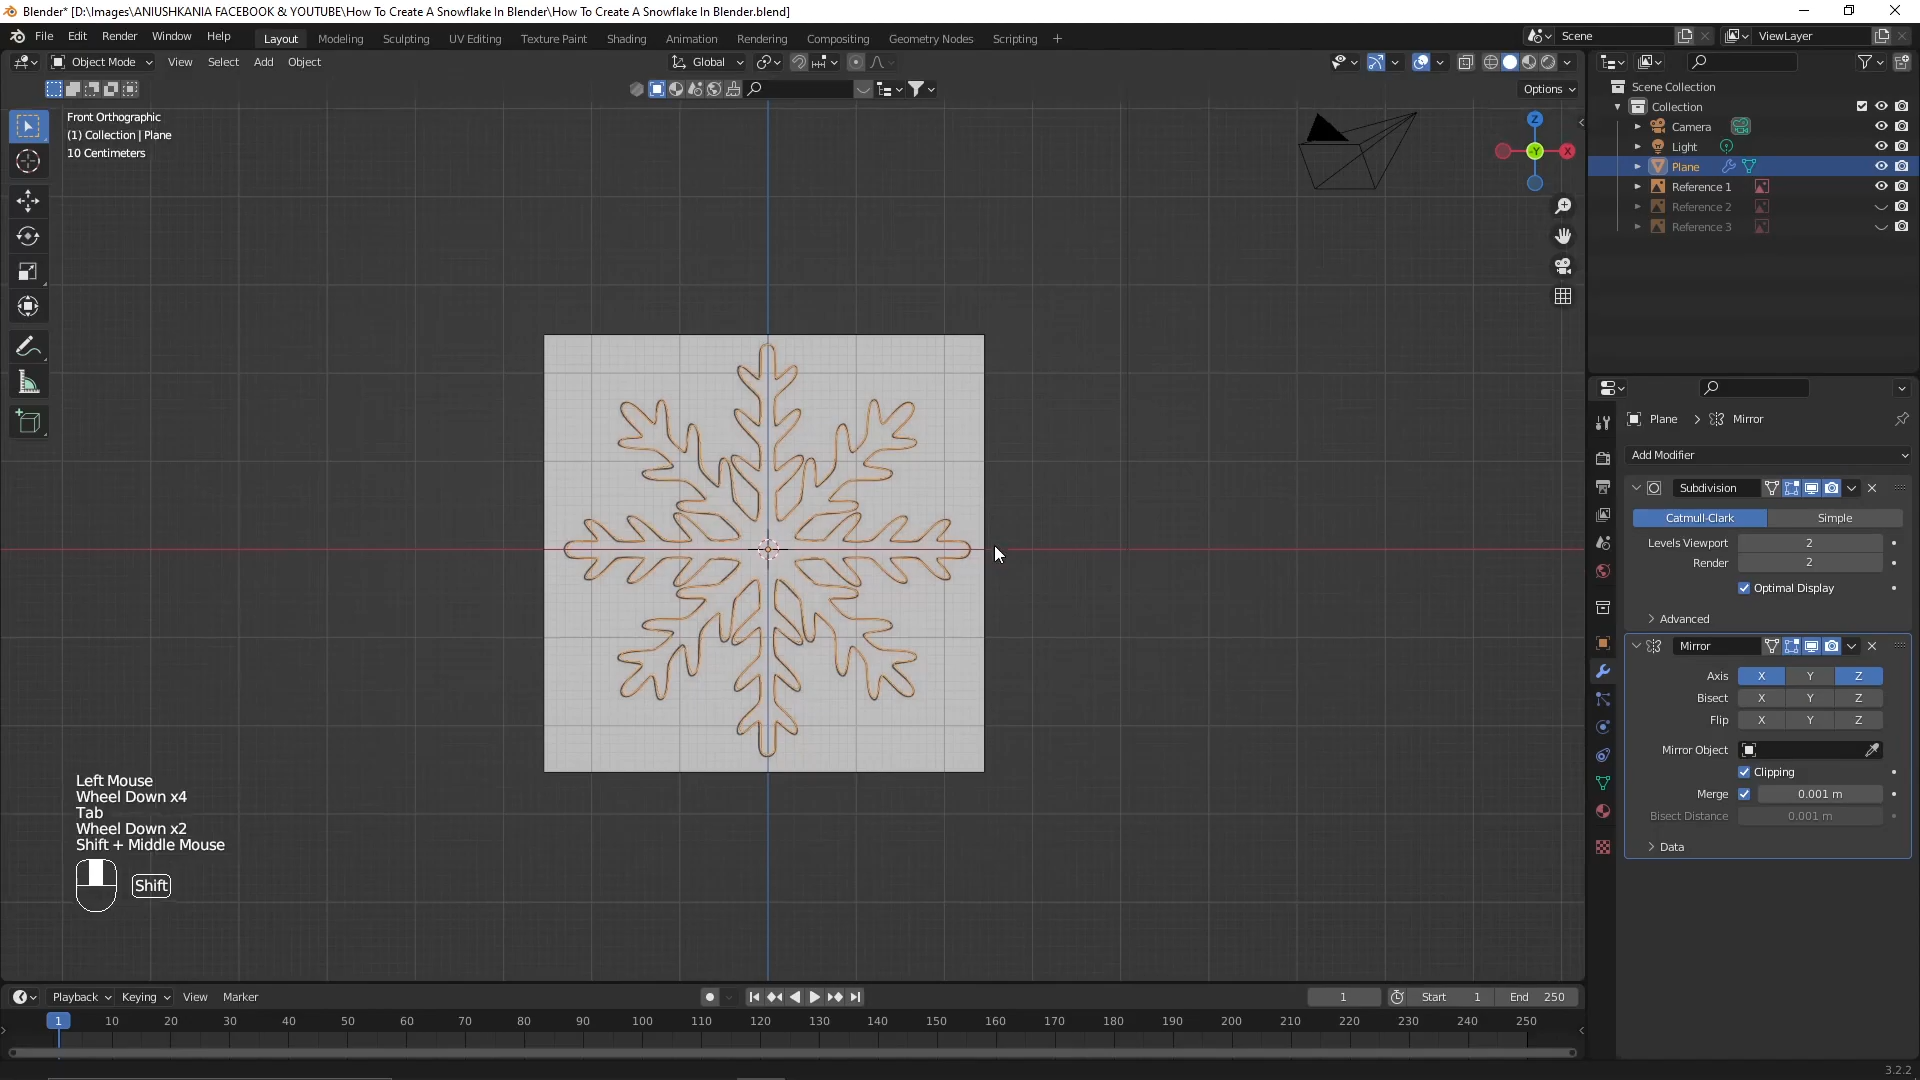 Blender* [D:\Images\ANIUSHKANIA FACEBOOK & YOUTUBE\How To Create A Snowflake In Blender\How To Create A Snowflake In Blender.blend]
File Edit Render Window Help Layout Modeling Sculpting UV Editing Texture Paint Shading Animation Rendering Compositing Geometry Nodes Scripting + Scene ViewLayer
Object Mode View Select Add Object Global
Options
Front Orthographic
(1) Collection | Plane
10 Centimeters
Z
-Y
X
Left Mouse
Wheel Down x4
Tab
Wheel Down x2
Shift + Middle Mouse
Shift
Scene Collection
Collection
Camera
Light
Plane
Reference 1
Reference 2
Reference 3
Plane > Mirror
Add Modifier
Subdivision
Catmull-Clark Simple
Levels Viewport 2
Render 2
Optimal Display
Advanced
Mirror
Axis X Y Z
Bisect X Y Z
Flip X Y Z
Mirror Object
Clipping
Merge 0.001 m
Bisect Distance 0.001 m
Data
Playback Keying View Marker 1 Start 1 End 250
1 10 20 30 40 50 60 70 80 90 100 110 120 130 140 150 160 170 180 190 200 210 220 230 240 250
3.2.2